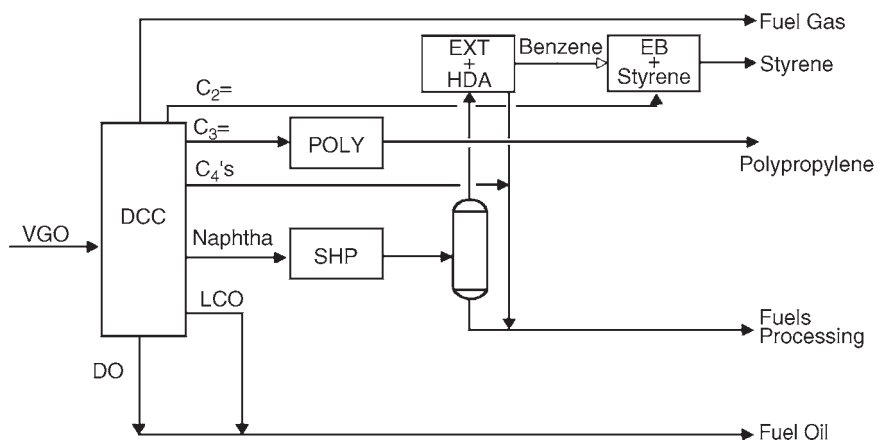 Fuel Gas
EXT
+
HDA
Benzene
EB
+
Styrene
Styrene
C2=
C3=
POLY
Polypropylene
C4's
DCC
VGO
Naphtha
SHP
LCO
Fuels
Processing
DO
Fuel Oil